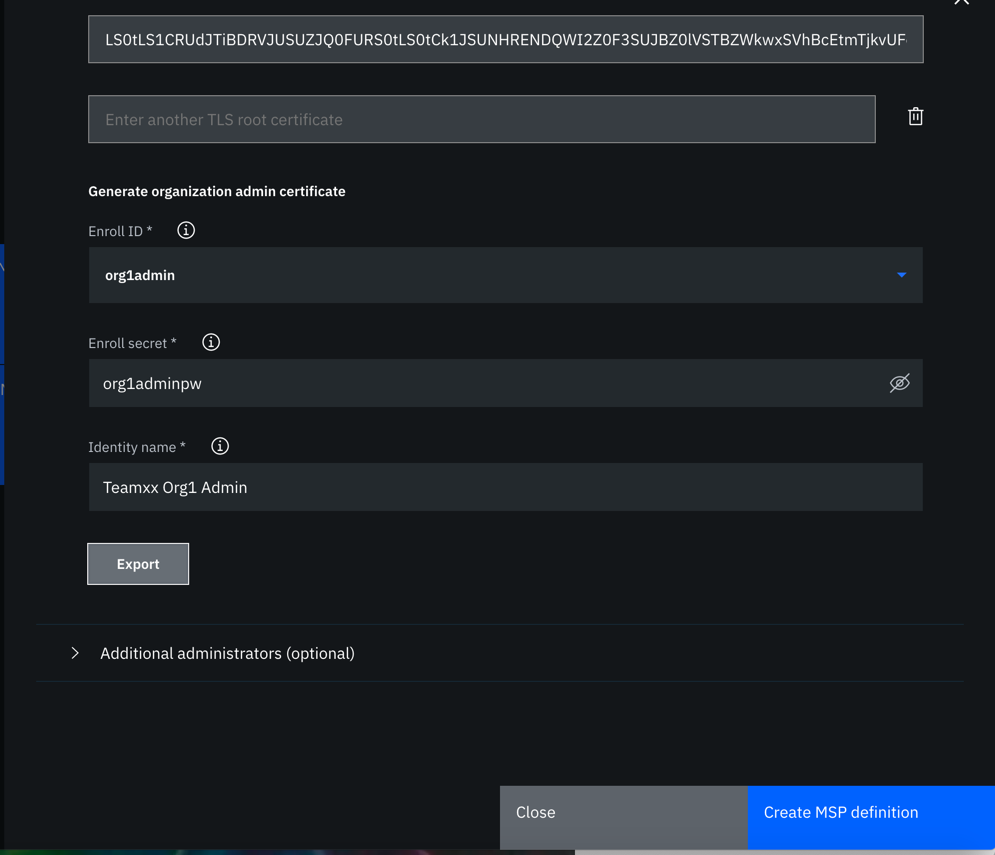 LS0tLS1CRUdJTiBDRVJUSUZJQ0FURS0tLS0tCk1JSUNHRENDQWI2Z0F3SUJBZ0lVSTBZWkwxSVhBcEtmTjkvUF
Enter another TLS root certificate
Generate organization admin certificate
Enroll ID *
org1admin
Enroll secret *
org1adminpw
Identity name *
Teamxx Org1 Admin
Export
Additional administrators (optional)
Close
Create MSP definition